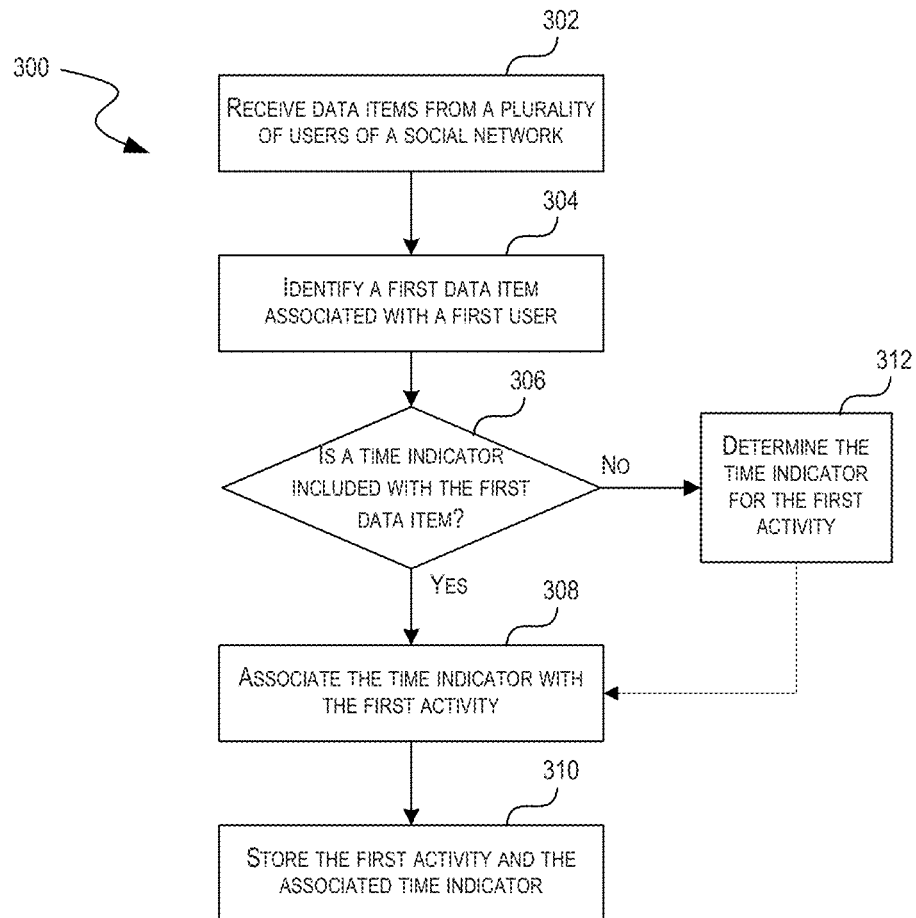 302
300
RECEIVE DATA ITEMS FROM A PLURALITY
OF USERS OF A SOCIAL NETWORK
304
IDENTIFY A FIRST DATA ITEM
ASSOCIATED WITH A FIRST USER
306
312
IS A TIME INDICATOR
INCLUDED WITH THE FIRST
DATA ITEM?
NO
DETERMINE THE
TIME INDICATOR
FOR THE FIRST
ACTIVITY
YES
308
ASSOCIATE THE TIME INDICATOR WITH
THE FIRST ACTIVITY
310
STORE THE FIRST ACTIVITY AND THE
ASSOCIATED TIME INDICATOR